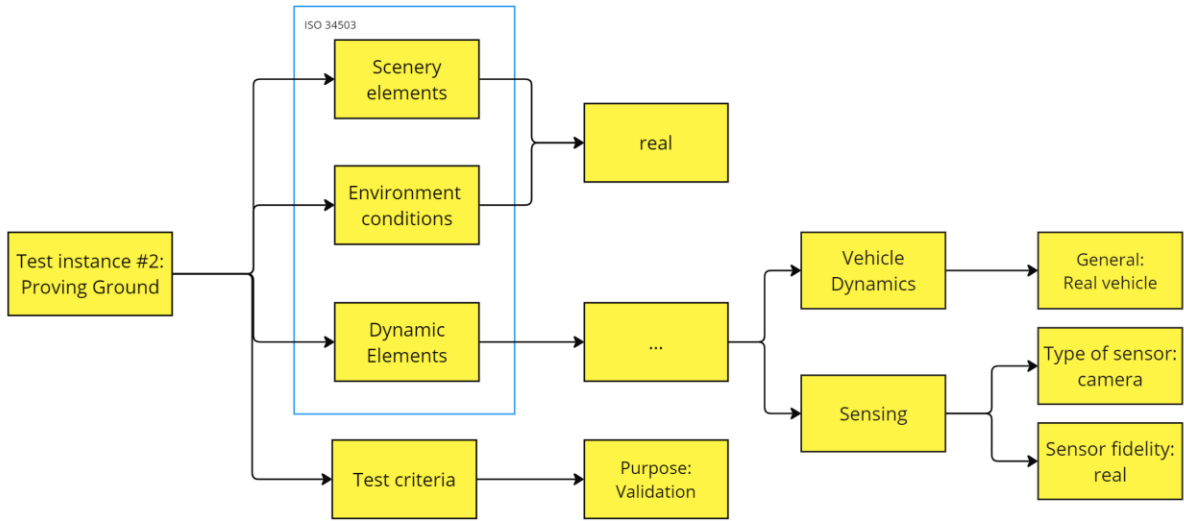 ISO 34503
Scenery
elements
real
Environment
conditions
Test instance #2:
Proving Ground
Vehicle
Dynamics
General:
Real vehicle
Dynamic
Elements
...
Type of sensor:
camera
Sensing
Sensor fidelity:
real
Test criteria
Purpose:
Validation